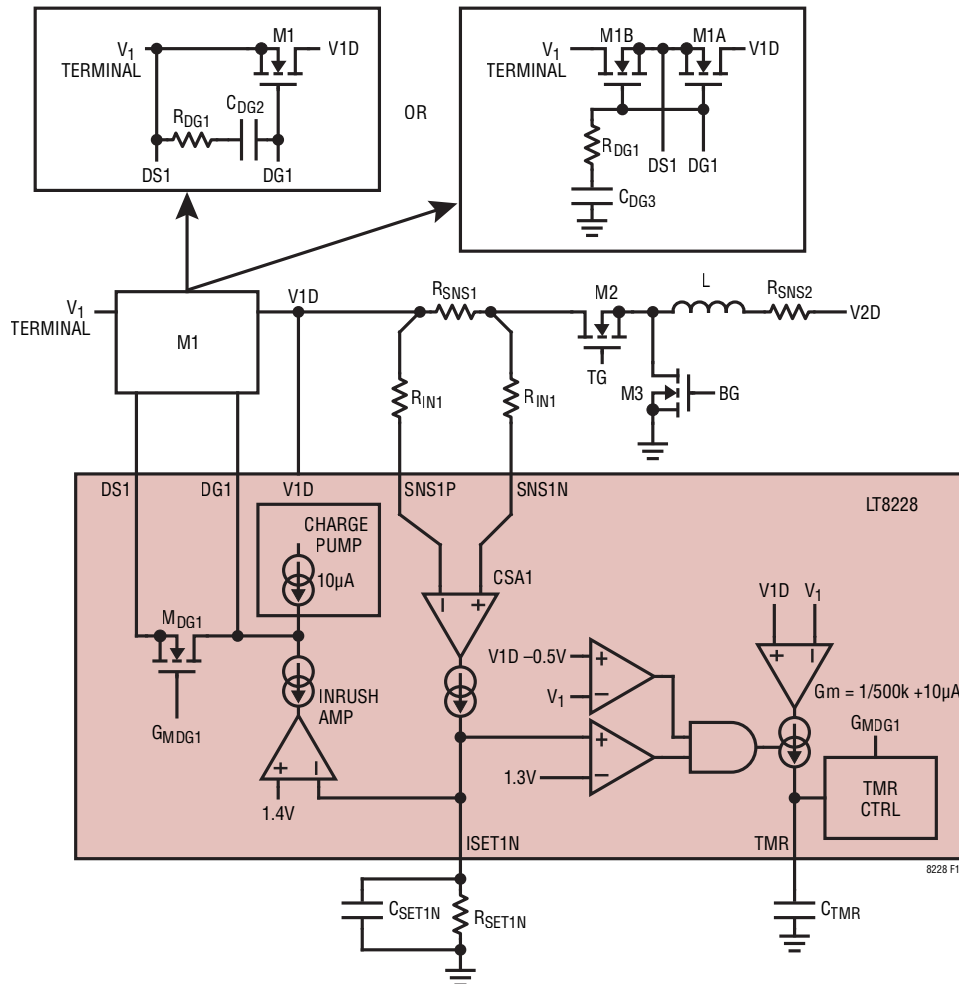 M1
V1
TERMINAL
V1D
RDG1
CDG2
DS1
DG1
OR
M1B
M1A
V1
TERMINAL
V1D
RDG1
DS1
DG1
CDG3
V1
TERMINAL
M1
V1D
RSNS1
M2
L
RSNS2
V2D
RIN1
RIN1
TG
M3
BG
DS1
DG1
V1D
SNS1P
SNS1N
LT8228
CHARGE
PUMP
10µA
CSA1
MDG1
GMDG1
INRUSH
AMP
1.4V
V1D –0.5V
V1
1.3V
V1D
V1
Gm = 1/500k +10µA
GMDG1
TMR
CTRL
ISET1N
TMR
8228 F1
CSET1N
RSET1N
CTMR